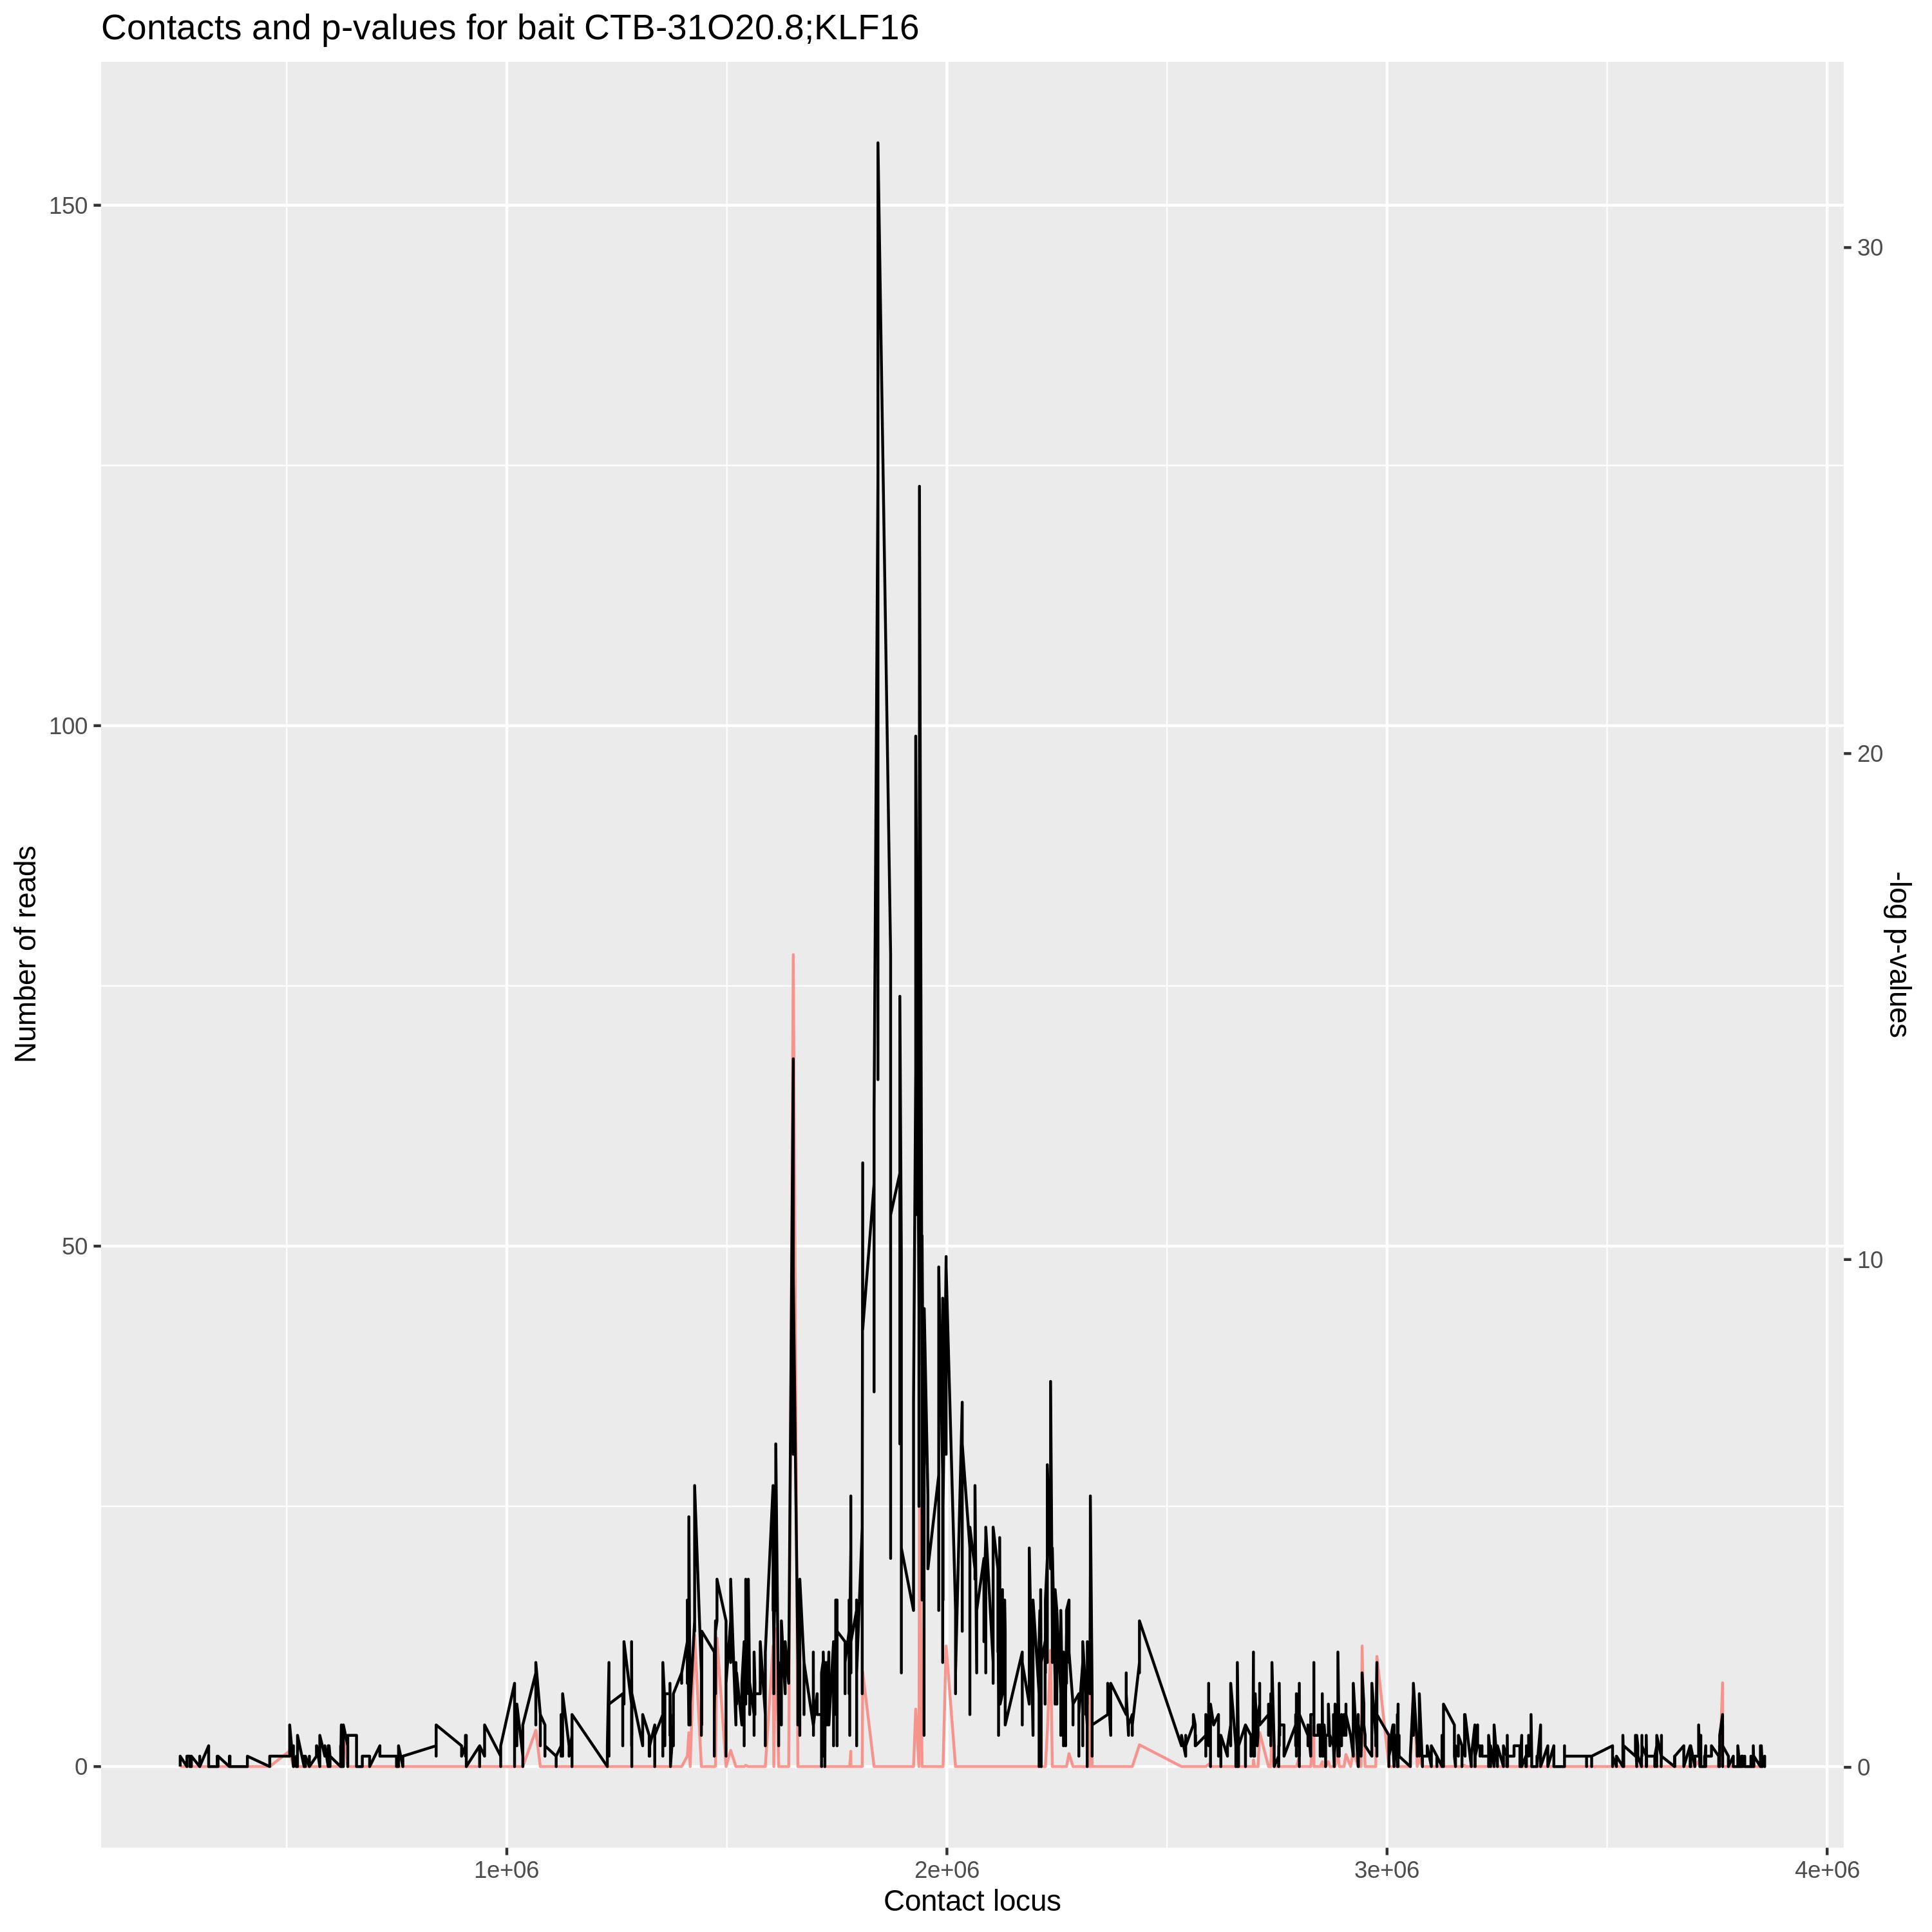 Contacts and p-values for bait CTB-31O20.8;KLF16
150
100
50
0
Number of reads
30
20
10
0
-log p-values
1e+06
2e+06
3e+06
4e+06
Contact locus